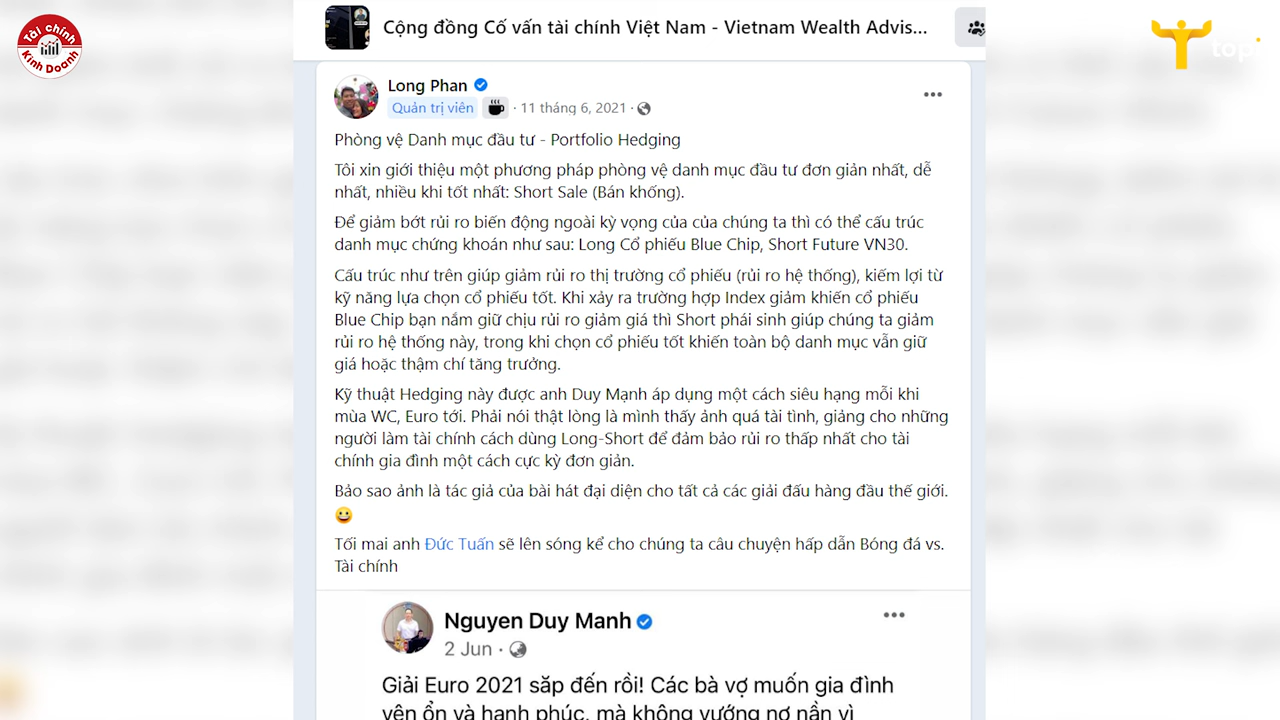 Tài chính
Kinh Doanh
topi
Cộng đồng Cố vấn tài chinh Việt Nam - Vietnam Wealth Advis...
Long Phan
Quản trị viên · 11 tháng 6, 2021 ·
Phòng vệ Danh mục đầu tư - Portfolio Hedging
Tôi xin giới thiệu một phương pháp phòng vệ danh mục đầu tư đơn giản nhất, dễ
nhất, nhiều khi tốt nhất: Short Sale (Bán khống).
Để giảm bớt rủi ro biến động ngoài kỳ vọng của của chúng ta thì có thể cấu trúc
danh mục chứng khoán như sau: Long Cổ phiếu Blue Chip, Short Future VN30.
Cấu trúc như trên giúp giảm rủi ro thị trường cổ phiếu (rủi ro hệ thống), kiếm lợi từ
kỹ năng lựa chọn cổ phiếu tốt. Khi xảy ra trường hợp Index giảm khiến cổ phiếu
Blue Chip bạn nắm giữ chịu rủi ro giảm giá thì Short phái sinh giúp chúng ta giảm
rủi ro hệ thống này, trong khi chọn cổ phiếu tốt khiến toàn bộ danh mục vẫn giữ
giá hoặc thậm chí tăng trưởng.
Kỹ thuật Hedging này được anh Duy Mạnh áp dụng một cách siêu hạng mỗi khi
mùa WC, Euro tới. Phải nói thật lòng là mình thấy ảnh quá tài tình, giảng cho những
người làm tài chính cách dùng Long-Short để đảm bảo rủi ro thấp nhất cho tài
chính gia đình một cách cực kỳ đơn giản.
Bảo sao ảnh là tác giả của bài hát đại diện cho tất cả các giải đấu hàng đầu thế giới.
Tối mai anh Đức Tuấn sẽ lên sóng kể cho chúng ta câu chuyện hấp dẫn Bóng đá vs.
Tài chính
Nguyen Duy Manh
2 Jun ·
Giải Euro 2021 sắp đến rồi! Các bà vợ muốn gia đình
yên ổn và hạnh phúc, mà không vướng nợ nần vì